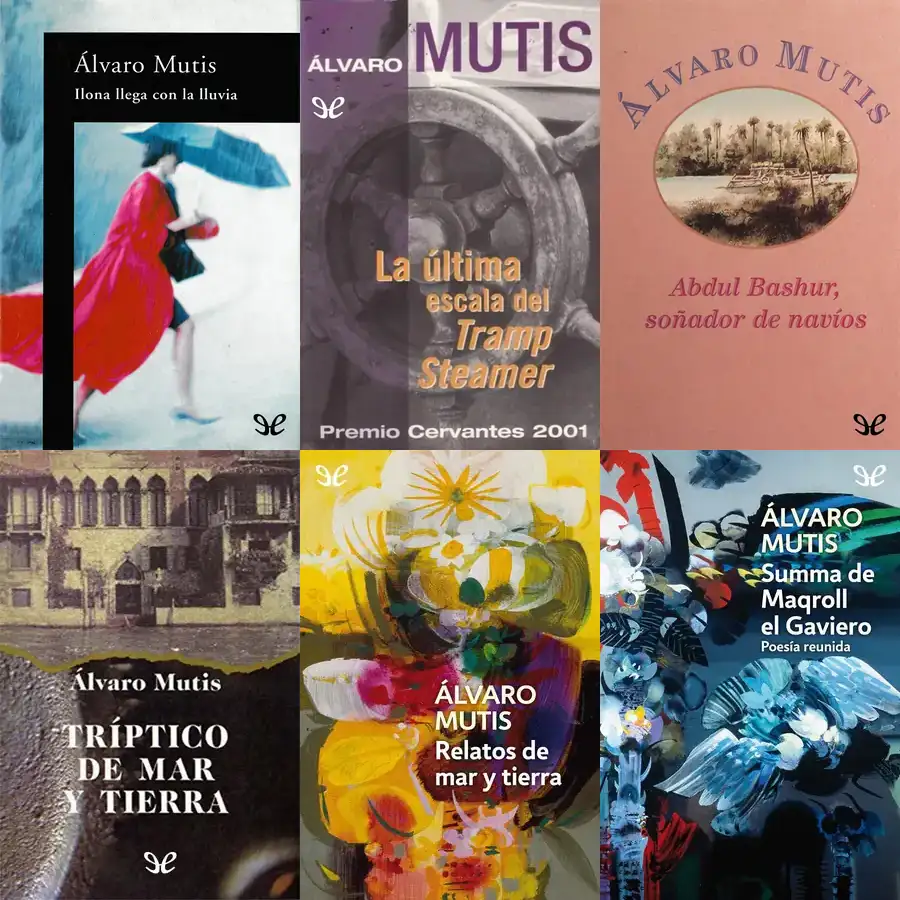 Álvaro Mutis
Ilona llega con la lluvia
ÁLVARO MUTIS
La última
escala del
Tramp
Steamer
Premio Cervantes 2001
ÁLVARO MUTIS
Abdul Bashur,
soñador de navíos
Álvaro Mutis
TRÍPTICO
DE MAR
Y TIERRA
ÁLVARO
MUTIS
Relatos de
mar y tierra
ÁLVARO
MUTIS
Summa de
Maqroll
el Gaviero
Poesía reunida